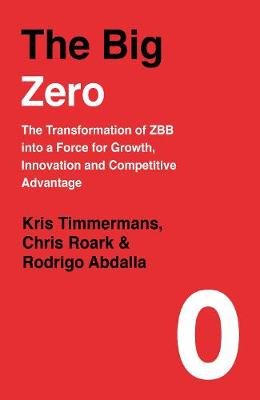 The Big
Zero
The Transformation of ZBB
into a Force for Growth,
Innovation and Competitive
Advantage
Kris Timmermans,
Chris Roark &
Rodrigo Abdalla
0